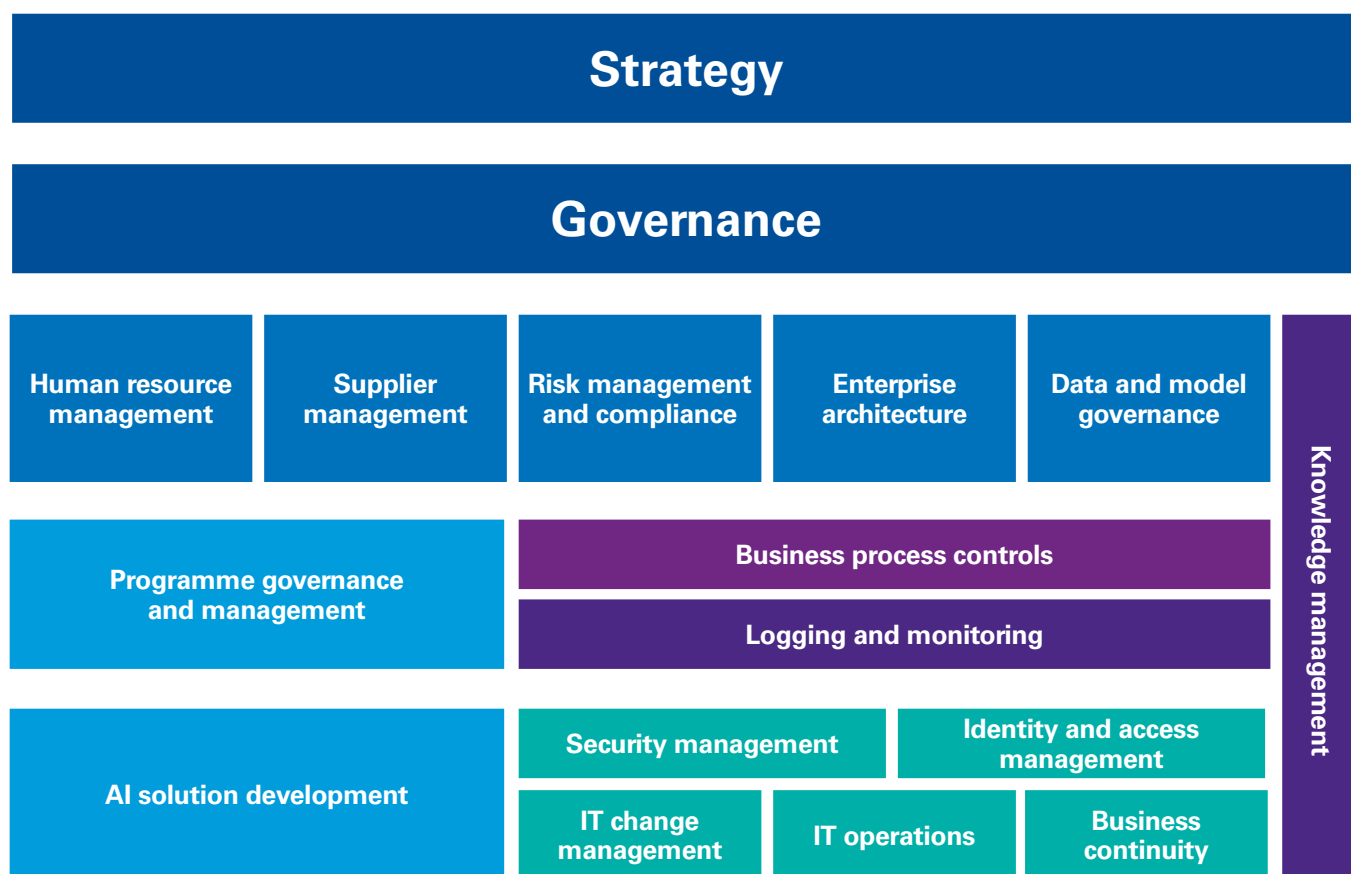 Strategy
Governance
Human resource
management
Supplier
management
Risk management
and compliance
Enterprise
architecture
Data and model
governance
Knowledge management
Programme governance
and management
Business process controls
Logging and monitoring
AI solution development
Security management
Identity and access
management
IT change
management
IT operations
Business
continuity